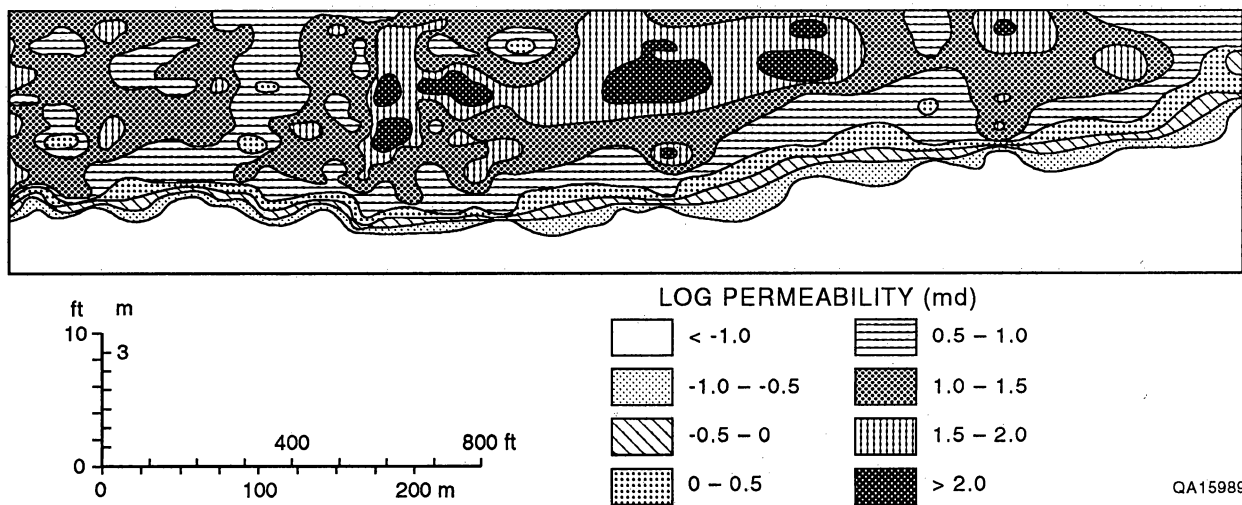 LOG PERMEABILITY (md)
ft m
10
3
0
400 800 ft
0 100 200 m
< -1.0
-1.0 – -0.5
-0.5 – 0
0 – 0.5
0.5 – 1.0
1.0 – 1.5
1.5 – 2.0
> 2.0
QA15989